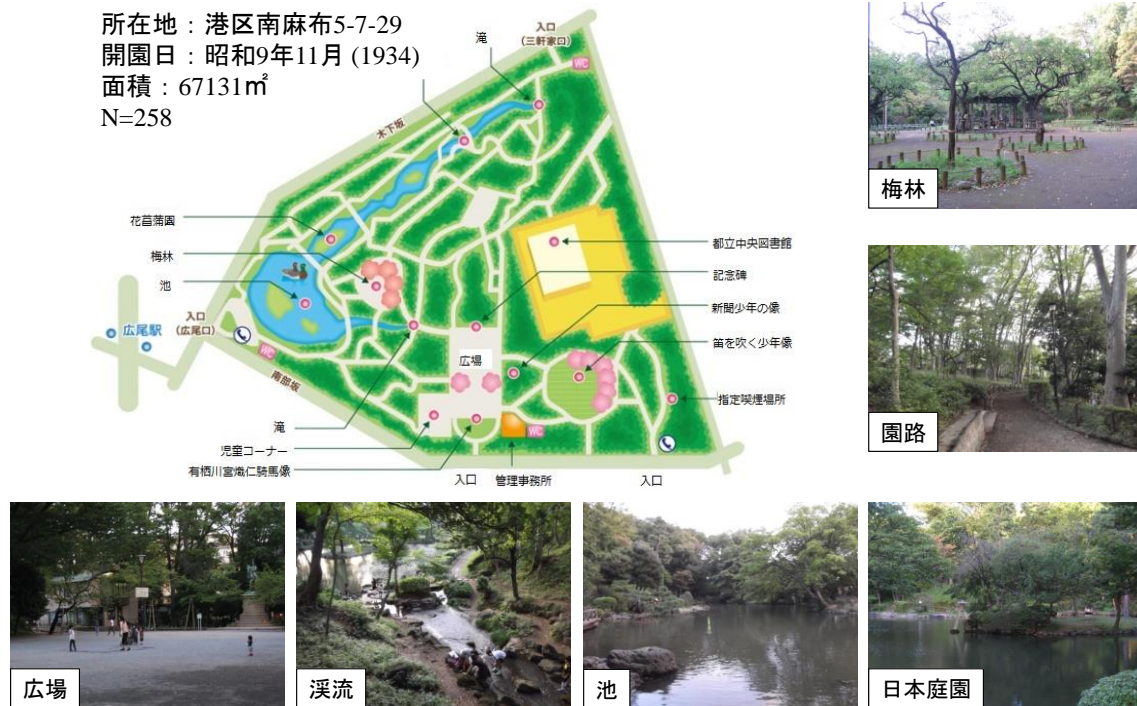 所在地：港区南麻布5-7-29
開園日：昭和9年11月 (1934)
面積：67131㎡
N=258
入口
(三軒家口)
滝
WC
滝
木下坂
花菖蒲園
梅林
池
広尾駅
入口
(広尾口)
WC
南部坂
滝
児童コーナー
有栖川宮熾仁騎馬像
広場
入口
管理事務所
WC
入口
都立中央図書館
記念碑
新聞少年の像
笛を吹く少年像
指定喫煙場所
梅林
園路
広場
渓流
池
日本庭園